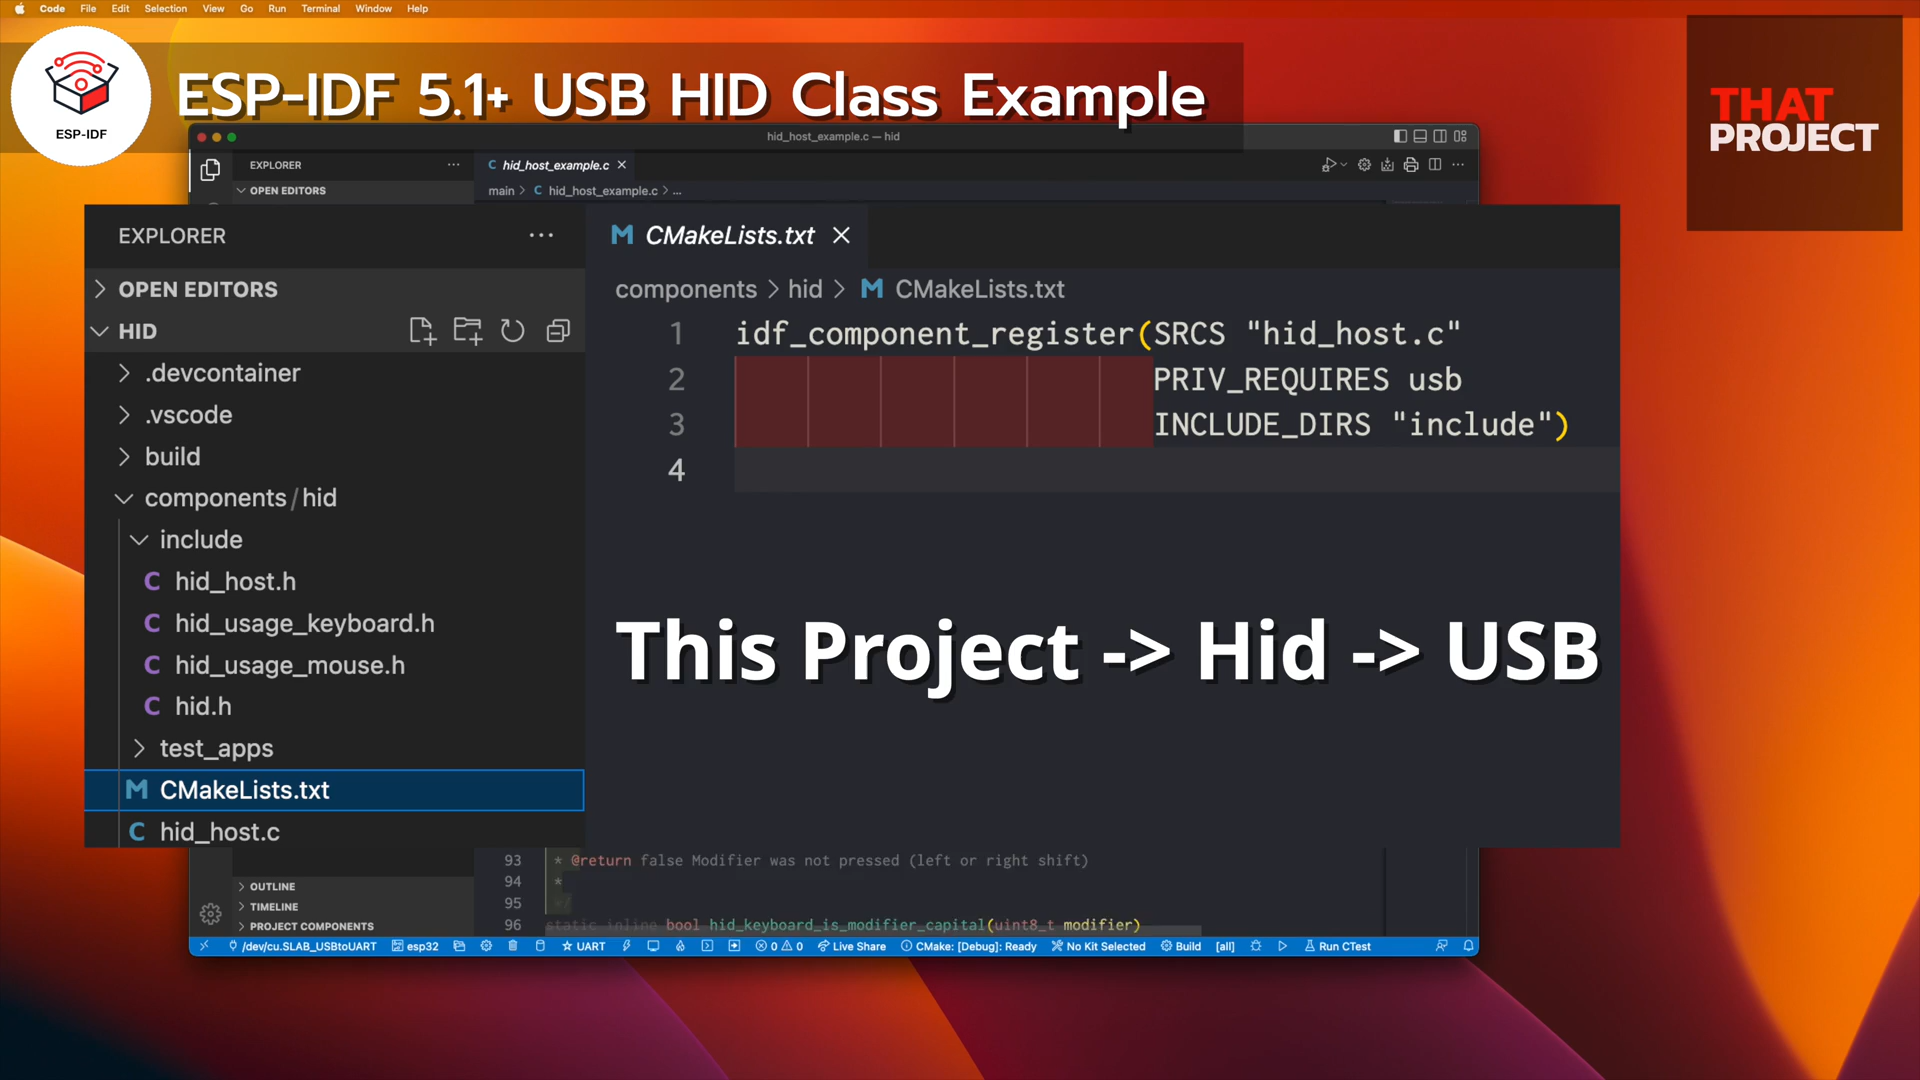 Code File Edit Selection View Go Run Terminal Window Help
ESP-IDF
ESP-IDF 5.1+ USB HID Class Example
THAT
PROJECT
hid_host_example.c — hid
EXPLORER
C hid_host_example.c
OPEN EDITORS
main > C hid_host_example.c > ...
EXPLORER
M CMakeLists.txt
OPEN EDITORS
components > hid > M CMakeLists.txt
HID
.devcontainer
.vscode
build
components/hid
include
C hid_host.h
C hid_usage_keyboard.h
C hid_usage_mouse.h
C hid.h
test_apps
M CMakeLists.txt
C hid_host.c
1 idf_component_register(SRCS "hid_host.c"
2 PRIV_REQUIRES usb
3 INCLUDE_DIRS "include")
4
This Project -> Hid -> USB
93 * @return false Modifier was not pressed (left or right shift)
94 *
95 */
96 static inline bool hid_keyboard_is_modifier_capital(uint8_t modifier)
OUTLINE
TIMELINE
PROJECT COMPONENTS
/dev/cu.SLAB_USBtoUART esp32 UART 0 0 Live Share CMake: [Debug]: Ready No Kit Selected Build [all] Run CTest